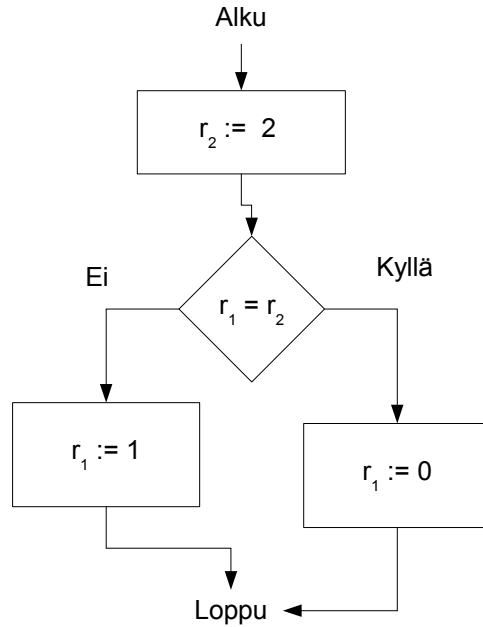 Alku
r₂ := 2
Ei
Kyllä
r₁ = r₂
r₁ := 1
r₁ := 0
Loppu